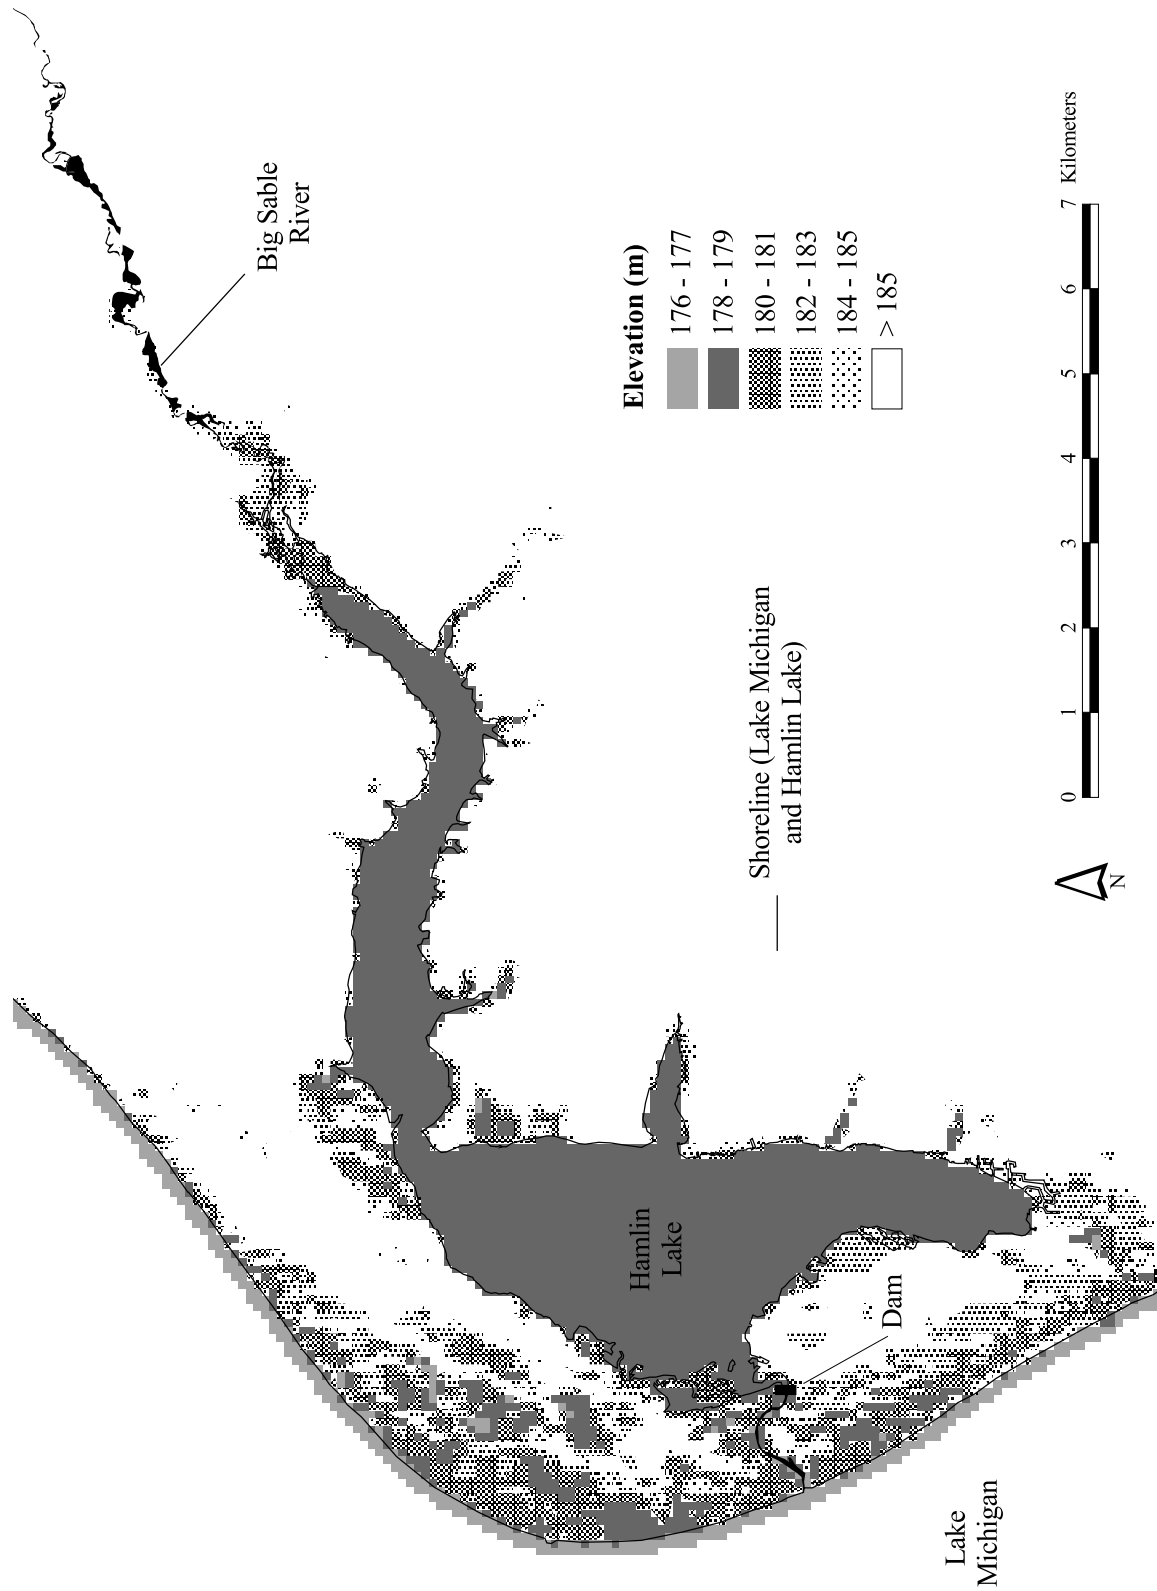 Big Sable
River
Elevation (m)
176 - 177
178 - 179
180 - 181
182 - 183
184 - 185
> 185
Shoreline (Lake Michigan
and Hamlin Lake)
Hamlin
Lake
Dam
Lake
Michigan
N
0 1 2 3 4 5 6 7 Kilometers